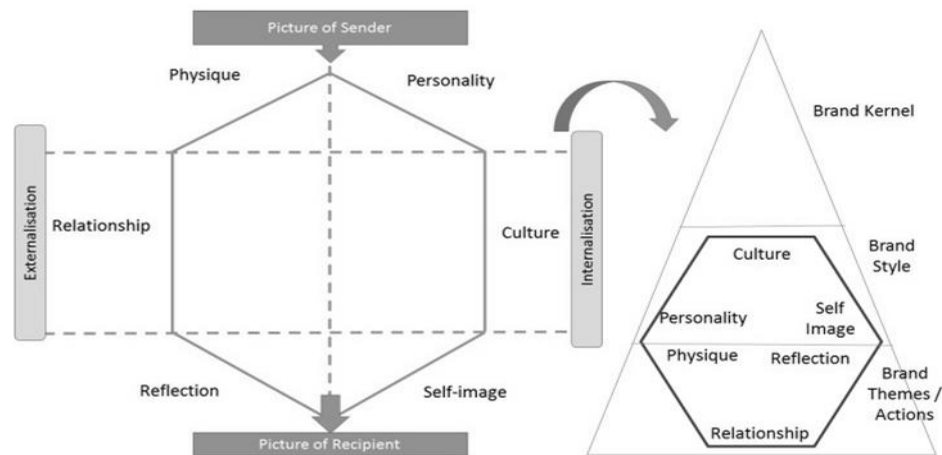 Picture of Sender
Physique
Personality
Externalisation
Relationship
Culture
Internalisation
Reflection
Self-image
Picture of Recipient
Brand Kernel
Brand
Style
Culture
Personality
Self
Image
Physique
Reflection
Brand
Themes /
Actions
Relationship